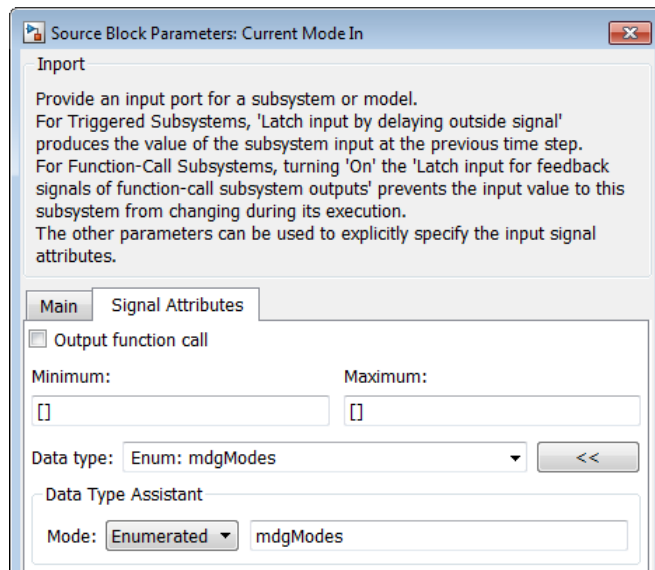 Source Block Parameters: Current Mode In
Inport
Provide an input port for a subsystem or model.
For Triggered Subsystems, 'Latch input by delaying outside signal'
produces the value of the subsystem input at the previous time step.
For Function-Call Subsystems, turning 'On' the 'Latch input for feedback
signals of function-call subsystem outputs' prevents the input value to this
subsystem from changing during its execution.
The other parameters can be used to explicitly specify the input signal
attributes.
Main Signal Attributes
Output function call
Minimum: Maximum:
[] []
Data type: Enum: mdgModes <<
Data Type Assistant
Mode: Enumerated mdgModes